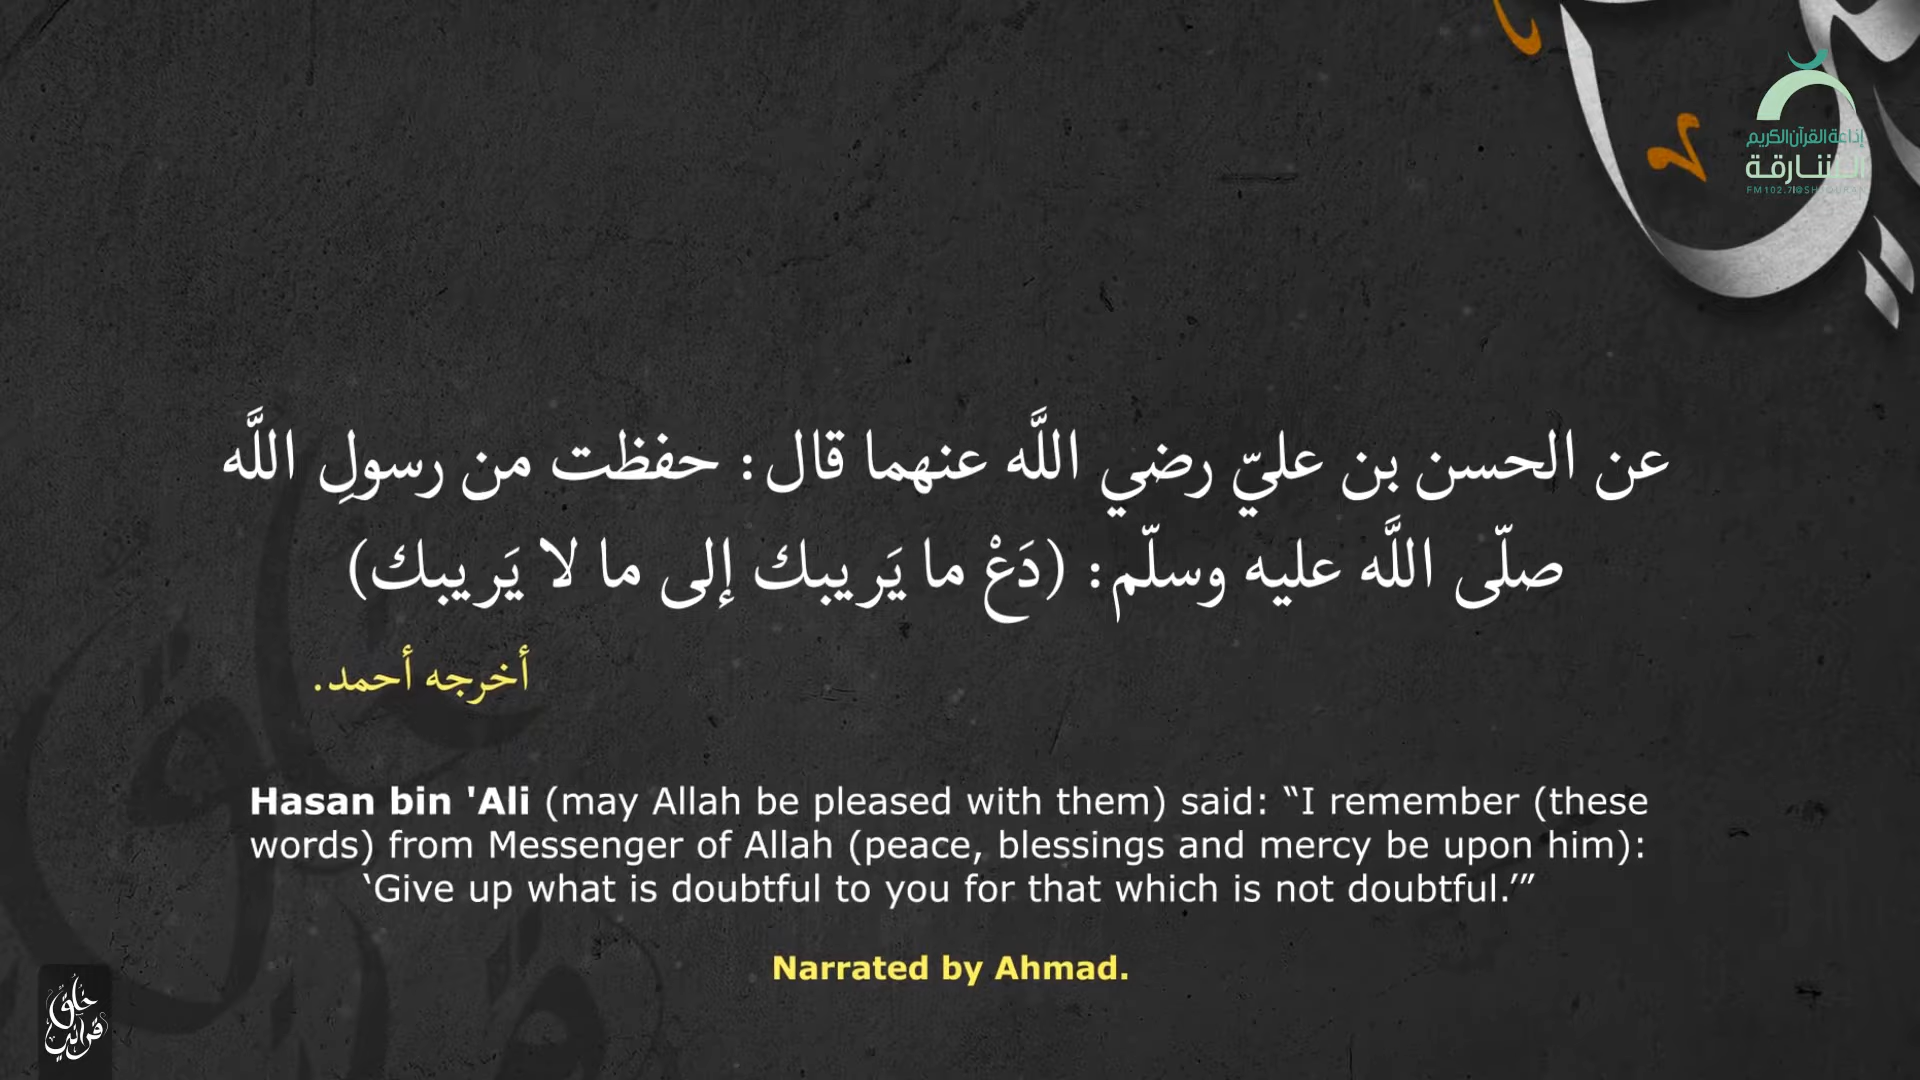 إذاعة القرآن الكريم
الشارقة
عن الحسن بن عليّ رضي اللَّه عنهما قال: حفظت من رسولِ اللَّه
صلّى اللَّه عليه وسلّم: (دَعْ ما يَريبك إلى ما لا يَريبك)
أخرجه أحمد.
Hasan bin 'Ali (may Allah be pleased with them) said: “I remember (these
words) from Messenger of Allah (peace, blessings and mercy be upon him):
‘Give up what is doubtful to you for that which is not doubtful.’”
Narrated by Ahmad.
خلق
قرآني